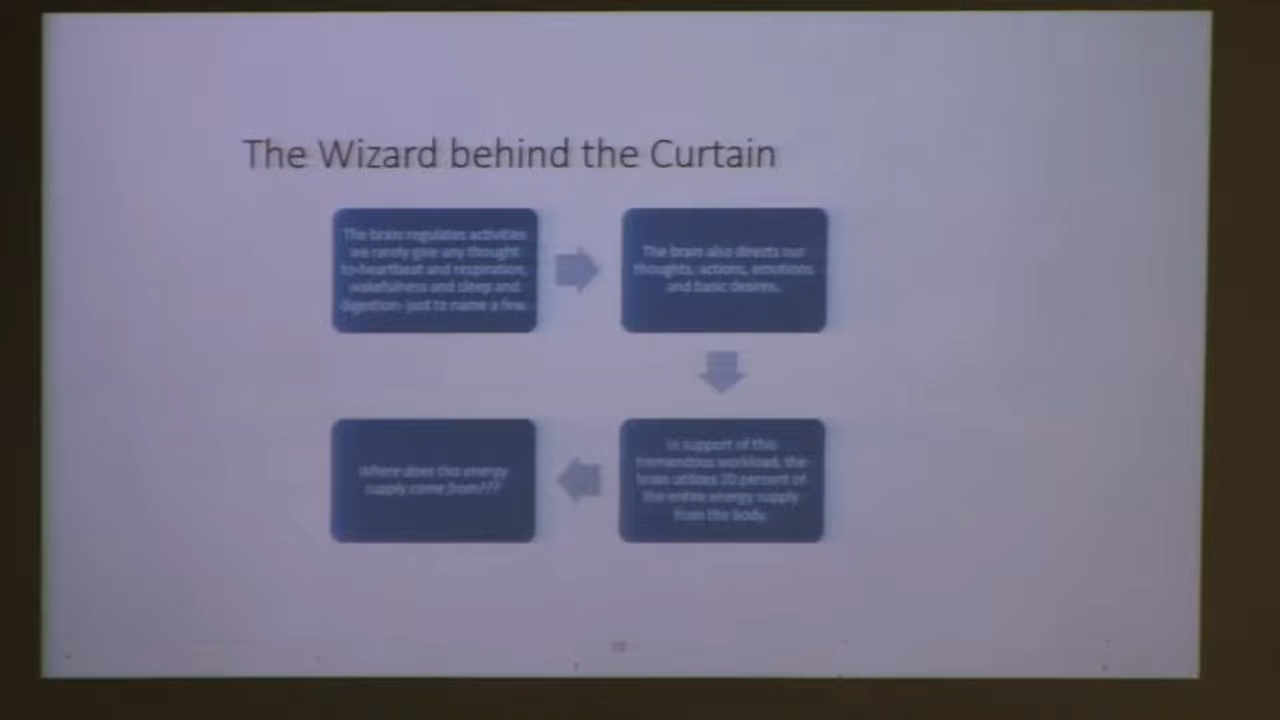 The Wizard behind the Curtain
The brain regulates activities
we rarely give any thought
to-heartbeat and respiration,
wakefulness and sleep and
digestion- just to name a few.
The brain also directs our
thoughts, actions, emotions
and basic desires.
In support of this
tremendous workload, the
brain utilizes 20 percent of
the entire energy supply
from the body.
Where does this energy
supply come from???